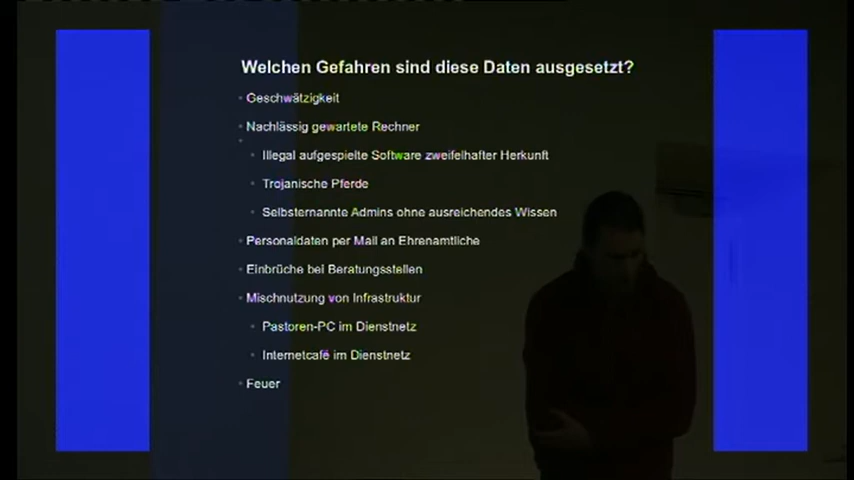 Welchen Gefahren sind diese Daten ausgesetzt?
Geschwätzigkeit
Nachlässig gewartete Rechner
Illegal aufgespielte Software zweifelhafter Herkunft
Trojanische Pferde
Selbsternannte Admins ohne ausreichendes Wissen
Personaldaten per Mail an Ehrenamtliche
Einbrüche bei Beratungsstellen
Mischnutzung von Infrastruktur
Pastoren-PC im Dienstnetz
Internetcafé im Dienstnetz
Feuer